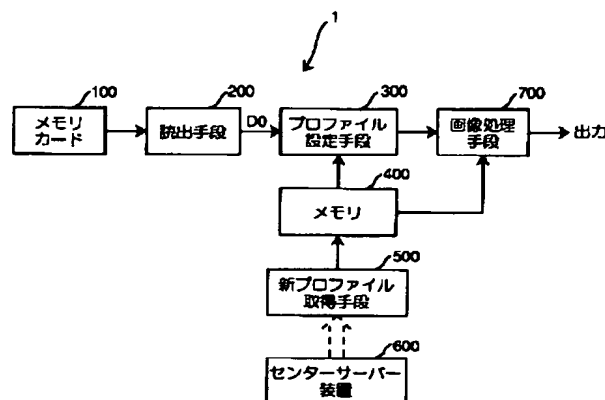 1
100
200
300
700
メモリ
カード
読出手段
D0
プロファイル
設定手段
画像処理
手段
出力
400
メモリ
500
新プロファイル
取得手段
600
センターサーバー
装置